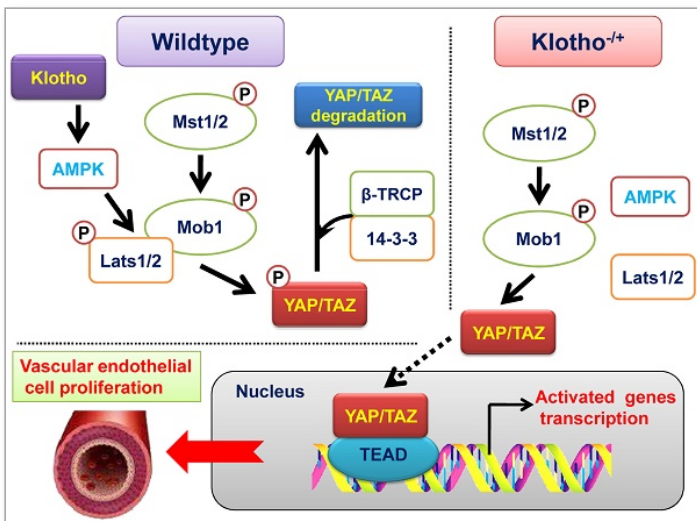 Wildtype
Klotho
P
Mst1/2
YAP/TAZ
degradation
AMPK
P
Mob1
P
Lats1/2
β-TRCP
14-3-3
P
YAP/TAZ
Klotho-/+
P
Mst1/2
AMPK
P
Mob1
Lats1/2
YAP/TAZ
Vascular endothelial
cell proliferation
Nucleus
YAP/TAZ
TEAD
Activated genes
transcription